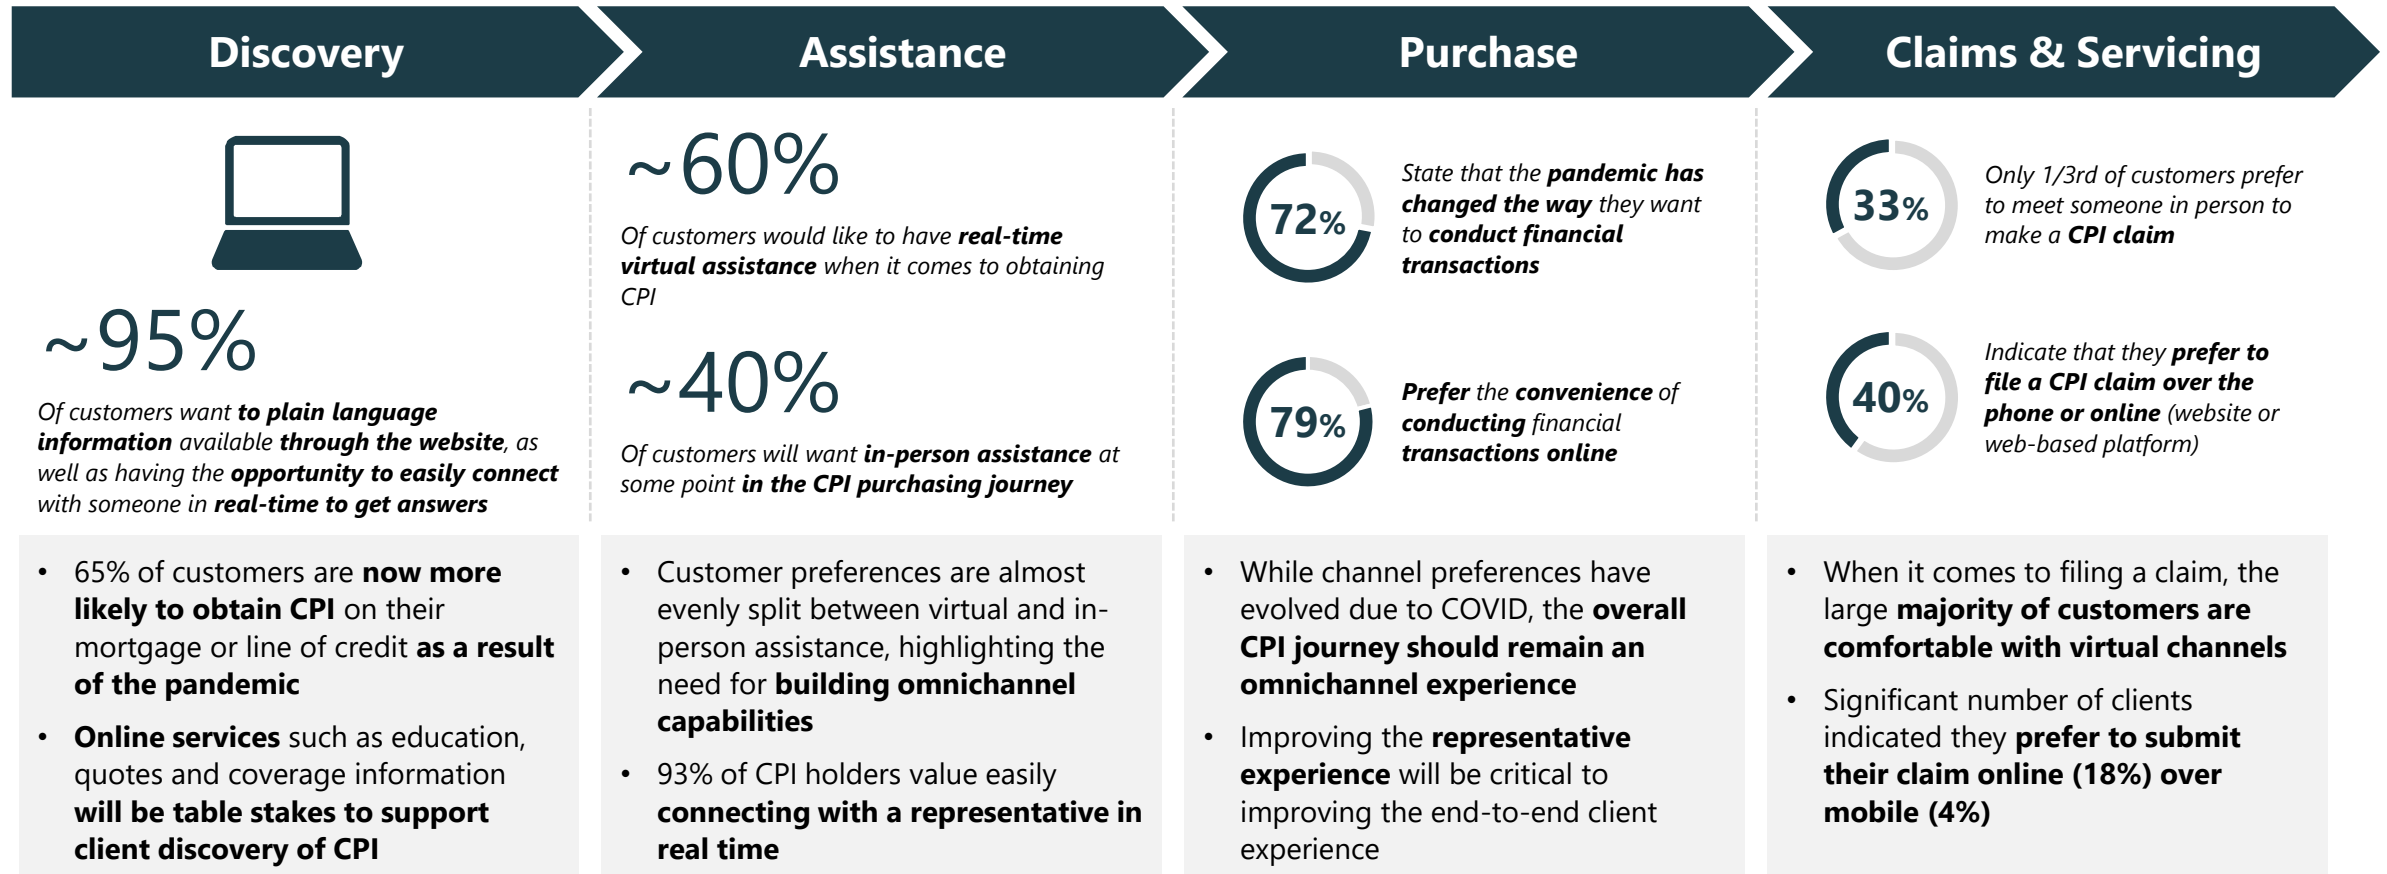 Discovery
Assistance
Purchase
Claims & Servicing
~95%
Of customers want to plain language
information available through the website, as
well as having the opportunity to easily connect
with someone in real-time to get answers
~60%
Of customers would like to have real-time
virtual assistance when it comes to obtaining
CPI
~40%
Of customers will want in-person assistance at
some point in the CPI purchasing journey
72%
State that the pandemic has
changed the way they want
to conduct financial
transactions
79%
Prefer the convenience of
conducting financial
transactions online
33%
Only 1/3rd of customers prefer
to meet someone in person to
make a CPI claim
40%
Indicate that they prefer to
file a CPI claim over the
phone or online (website or
web-based platform)
• 65% of customers are now more
likely to obtain CPI on their
mortgage or line of credit as a result
of the pandemic
• Online services such as education,
quotes and coverage information
will be table stakes to support
client discovery of CPI
• Customer preferences are almost
evenly split between virtual and in-
person assistance, highlighting the
need for building omnichannel
capabilities
• 93% of CPI holders value easily
connecting with a representative in
real time
• While channel preferences have
evolved due to COVID, the overall
CPI journey should remain an
omnichannel experience
• Improving the representative
experience will be critical to
improving the end-to-end client
experience
• When it comes to filing a claim, the
large majority of customers are
comfortable with virtual channels
• Significant number of clients
indicated they prefer to submit
their claim online (18%) over
mobile (4%)